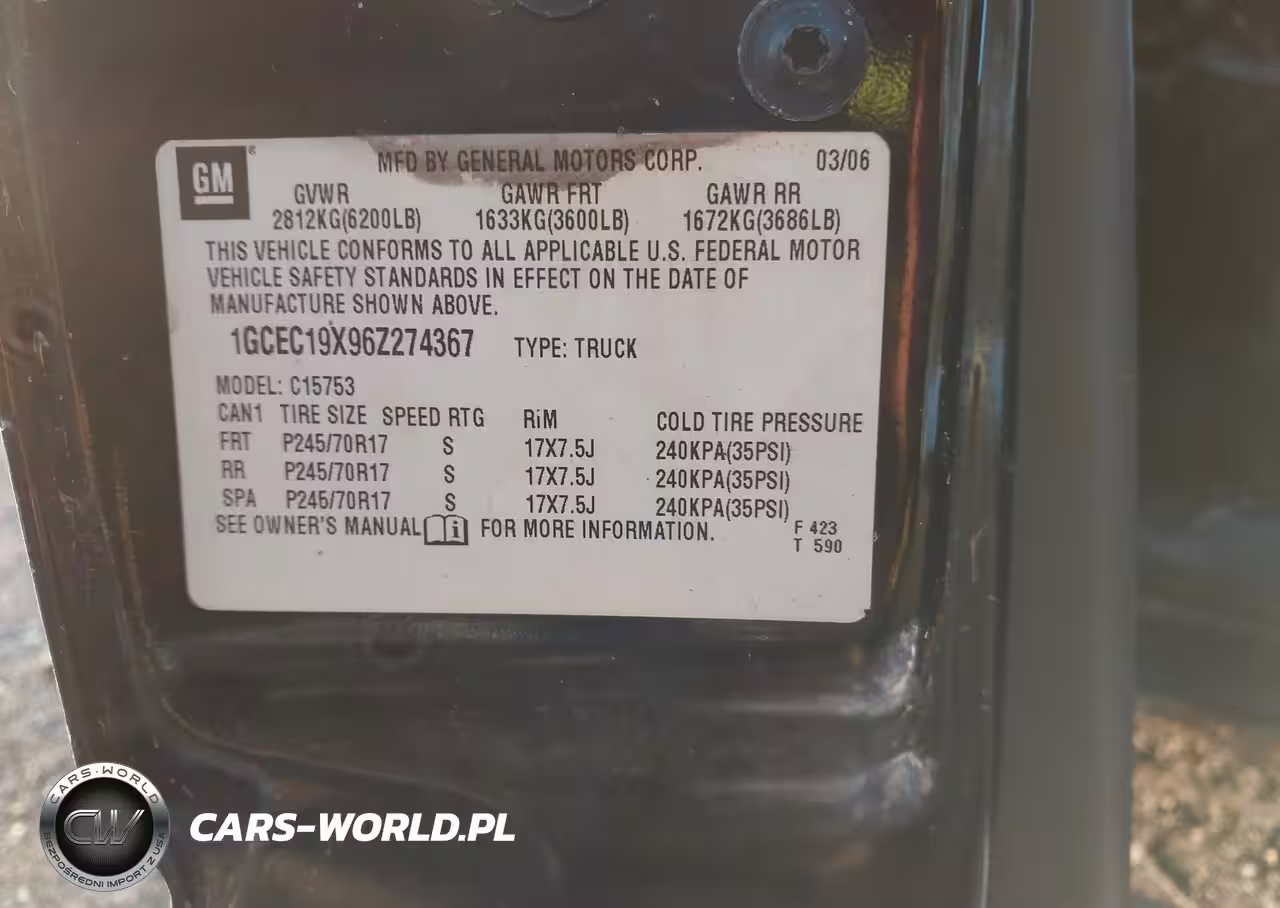 GM
MFD BY GENERAL MOTORS CORP. 03/06
GVWR GAWR FRT GAWR RR
2812KG(6200LB) 1633KG(3600LB) 1672KG(3686LB)
THIS VEHICLE CONFORMS TO ALL APPLICABLE U.S. FEDERAL MOTOR
VEHICLE SAFETY STANDARDS IN EFFECT ON THE DATE OF
MANUFACTURE SHOWN ABOVE.
1GCEC19X96Z274367 TYPE: TRUCK
MODEL: C15753
CAN1 TIRE SIZE SPEED RTG RiM COLD TIRE PRESSURE
FRT P245/70R17 S 17X7.5J 240KPA(35PSI)
RR P245/70R17 S 17X7.5J 240KPA(35PSI)
SPA P245/70R17 S 17X7.5J 240KPA(35PSI)
SEE OWNER'S MANUAL i FOR MORE INFORMATION.
F 423
T 590
CARS-WORLD
CW
BEZPOŚREDNI IMPORT Z USA
CARS-WORLD.PL